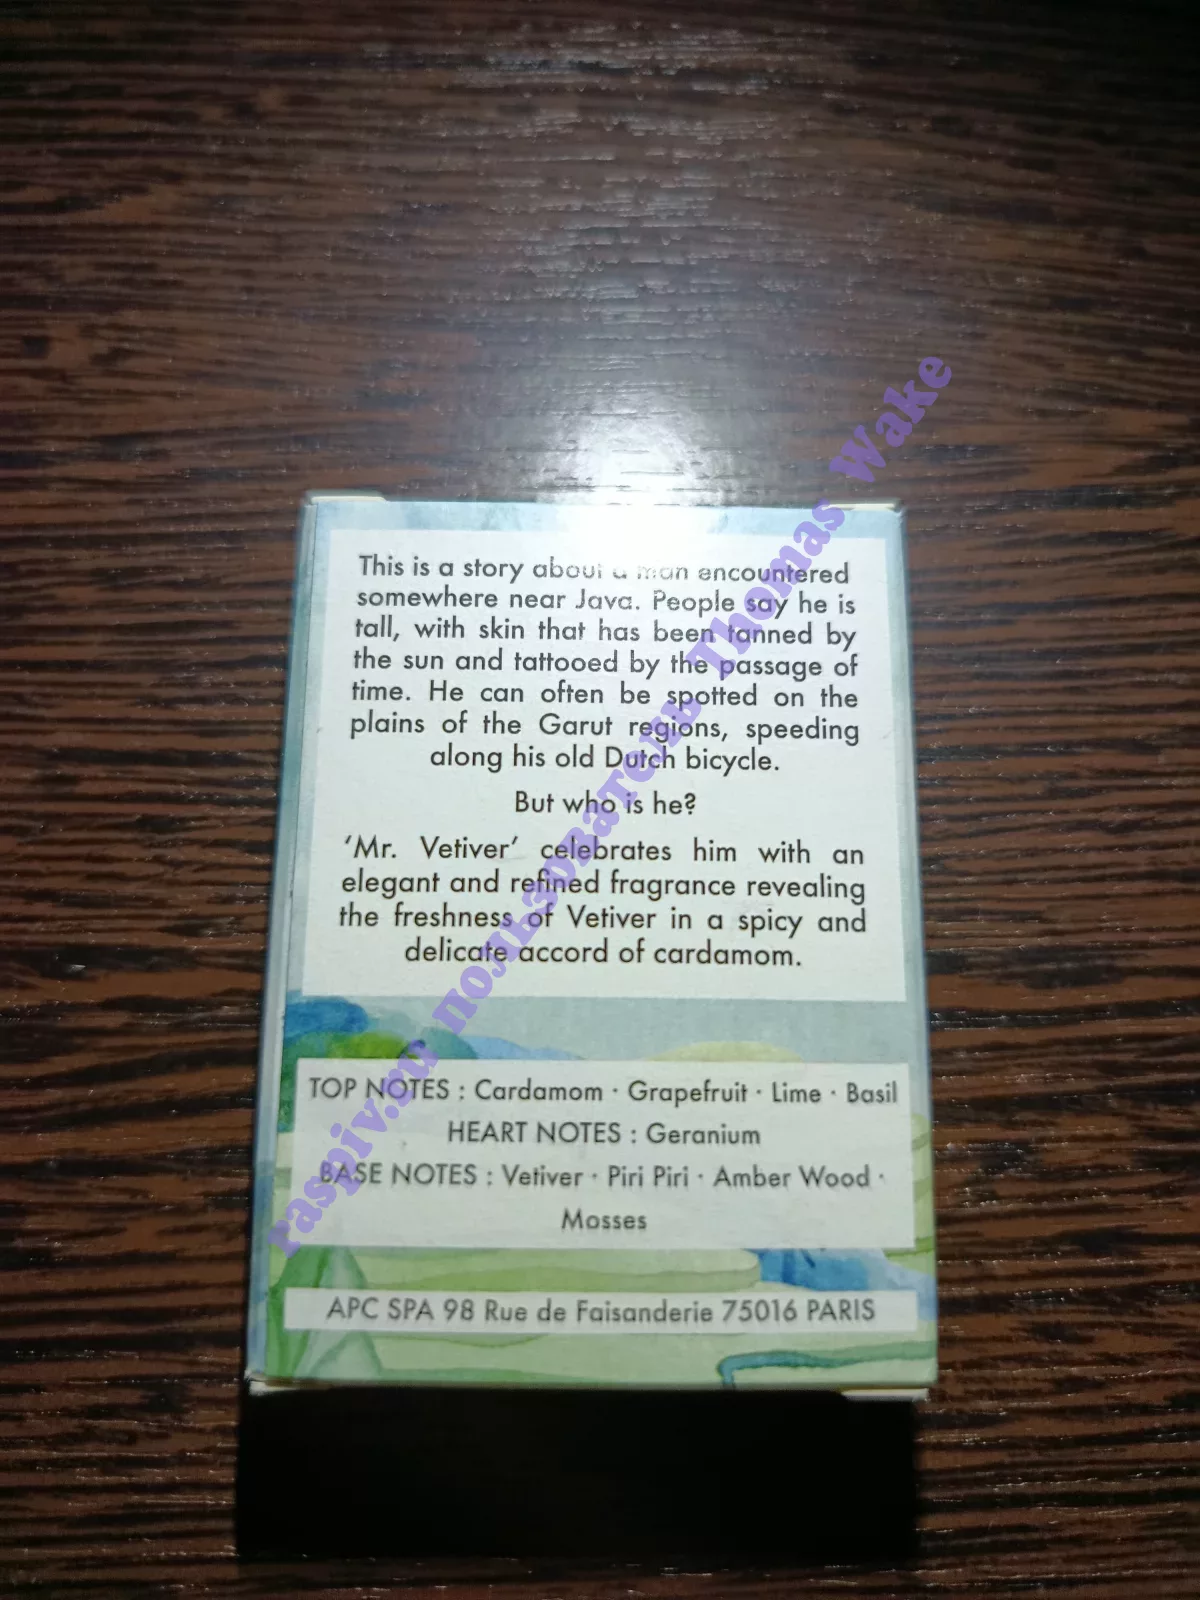 This is a story about a man encountered
somewhere near Java. People say he is
tall, with skin that has been tanned by
the sun and tattooed by the passage of
time. He can often be spotted on the
plains of the Garut regions, speeding
along his old Dutch bicycle.
But who is he?
‘Mr. Vetiver’ celebrates him with an
elegant and refined fragrance revealing
the freshness of Vetiver in a spicy and
delicate accord of cardamom.
TOP NOTES : Cardamom · Grapefruit · Lime · Basil
HEART NOTES : Geranium
BASE NOTES : Vetiver · Piri Piri · Amber Wood ·
Mosses
APC SPA 98 Rue de Faisanderie 75016 PARIS
raspiv.ru пользователь Thomas Wake